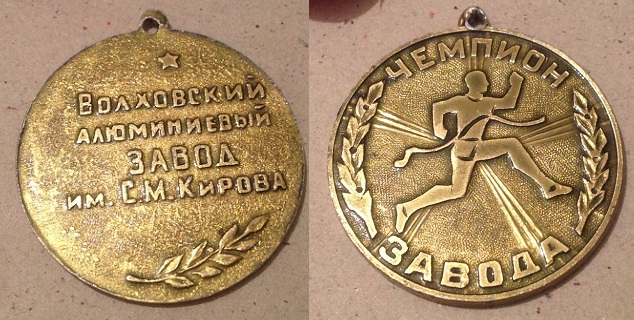 Волховский
алюминиевый
ЗАВОД
им. С.М.Кирова
ЧЕМПИОН
ЗАВОДА